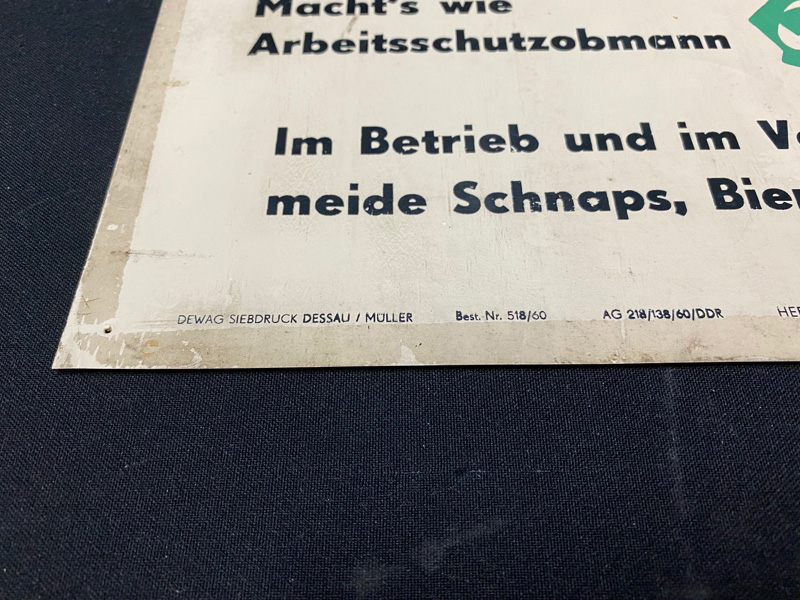 Macht's wie
Arbeitsschutzobmann
Im Betrieb und im
meide Schnaps, Bier
DEWAG SIEBDRUCK DESSAU / MÜLLER Best. Nr. 518/60 AG 218/138/60/DDR